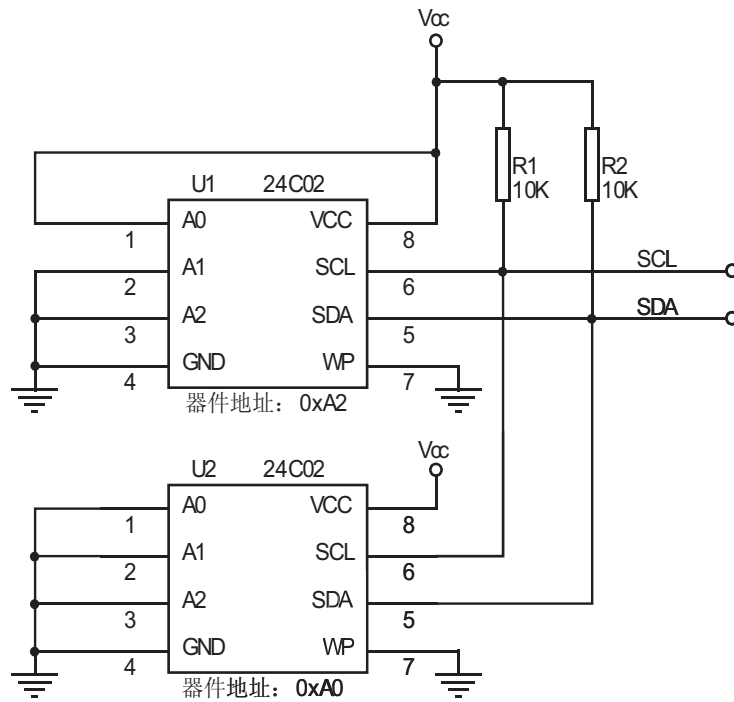 Vcc
R1
10K
R2
10K
U1 24C02
A0 VCC
1 8
A1 SCL
2 6
SCL
A2 SDA
3 5
SDA
GND WP
4 7
器件地址：0xA2
Vcc
U2 24C02
A0 VCC
1 8
A1 SCL
2 6
A2 SDA
3 5
GND WP
4 7
器件地址：0xA0